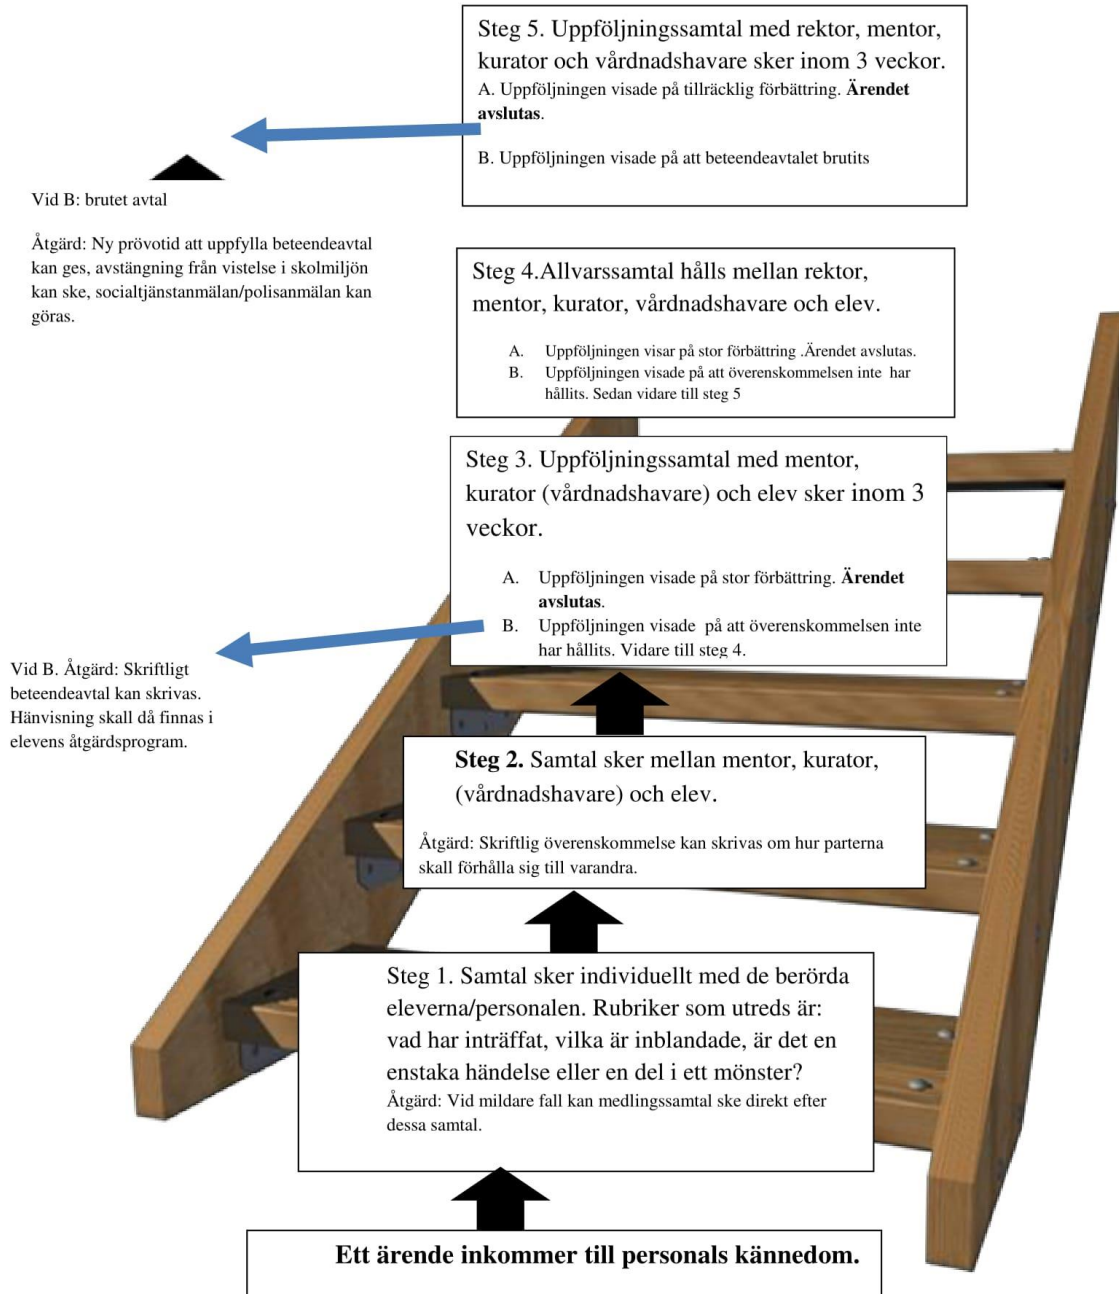 Steg 5. Uppföljningssamtal med rektor, mentor,
kurator och vårdnadshavare sker inom 3 veckor.
A. Uppföljningen visade på tillräcklig förbättring. Ärendet
avslutas.
B. Uppföljningen visade på att beteendeavtalet brutits
Vid B: brutet avtal
Åtgärd: Ny prövotid att uppfylla beteendeavtal
kan ges, avstängning från vistelse i skolmiljön
kan ske, socialtjänstanmälan/polisanmälan kan
göras.
Steg 4.Allvarssamtal hålls mellan rektor,
mentor, kurator, vårdnadshavare och elev.
A. Uppföljningen visar på stor förbättring .Ärendet avslutas.
B. Uppföljningen visade på att överenskommelsen inte har
hållits. Sedan vidare till steg 5
Steg 3. Uppföljningssamtal med mentor,
kurator (vårdnadshavare) och elev sker inom 3
veckor.
A. Uppföljningen visade på stor förbättring. Ärendet
avslutas.
B. Uppföljningen visade på att överenskommelsen inte
har hållits. Vidare till steg 4.
Vid B. Åtgärd: Skriftligt
beteendeavtal kan skrivas.
Hänvisning skall då finnas i
elevens åtgärdsprogram.
Steg 2. Samtal sker mellan mentor, kurator,
(vårdnadshavare) och elev.
Åtgärd: Skriftlig överenskommelse kan skrivas om hur parterna
skall förhålla sig till varandra.
Steg 1. Samtal sker individuellt med de berörda
eleverna/personalen. Rubriker som utreds är:
vad har inträffat, vilka är inblandade, är det en
enstaka händelse eller en del i ett mönster?
Åtgärd: Vid mildare fall kan medlingssamtal ske direkt efter
dessa samtal.
Ett ärende inkommer till personals kännedom.